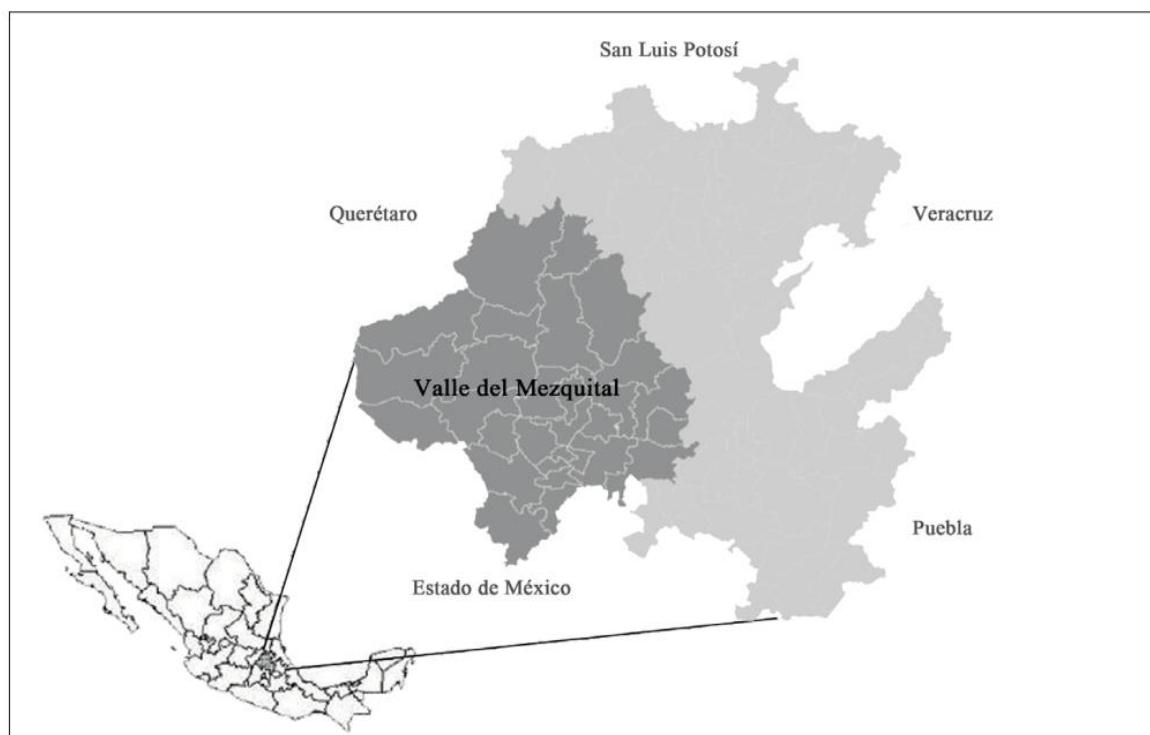 San Luis Potosí
Querétaro
Veracruz
Valle del Mezquital
Puebla
Estado de México